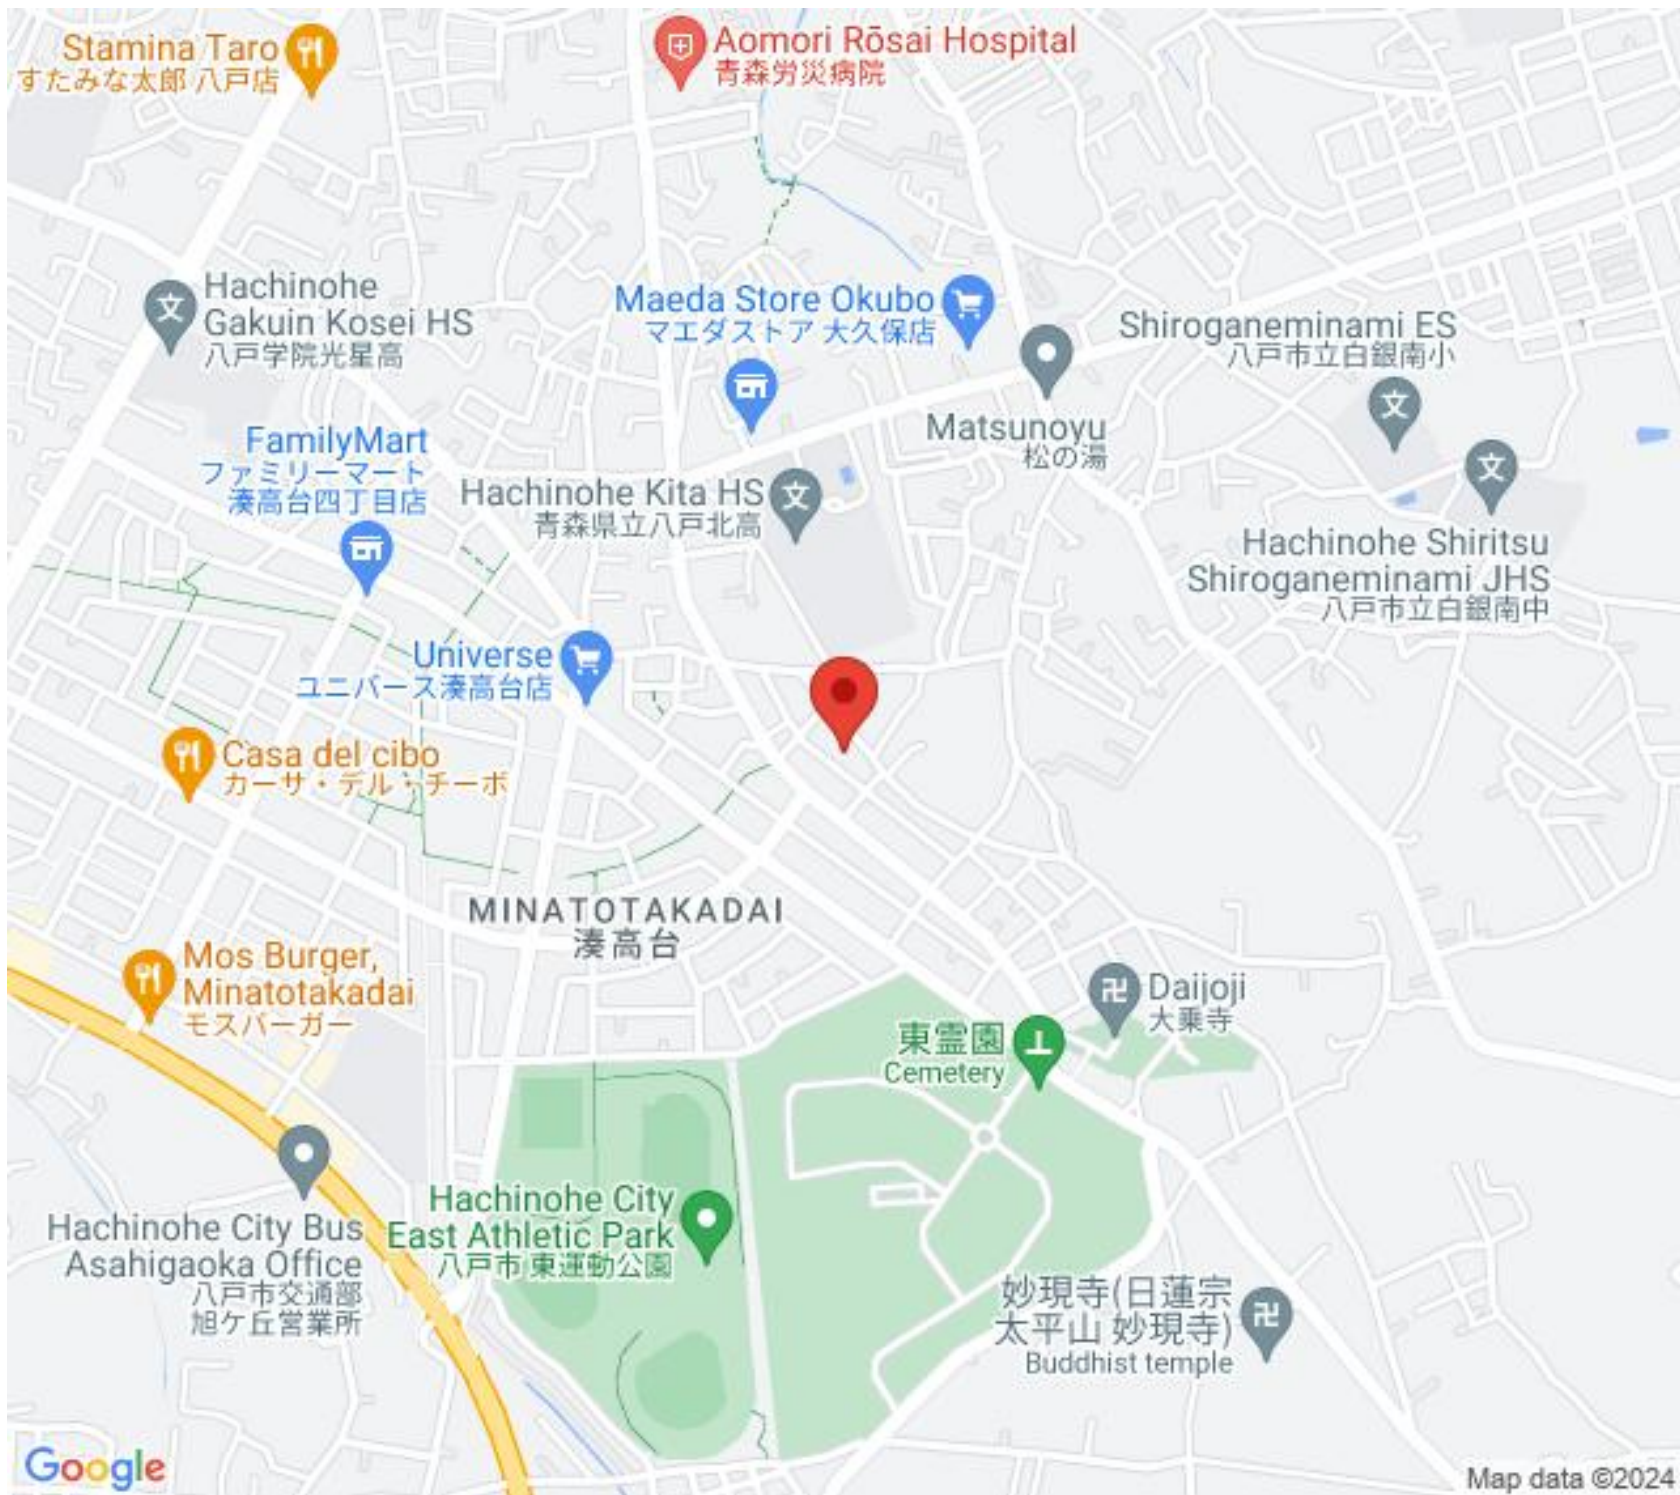 Stamina Taro
すたみな太郎 八戸店
Aomori Rōsai Hospital
青森労災病院
Hachinohe
Gakuin Kosei HS
八戸学院光星高
Maeda Store Okubo
マエダストア 大久保店
Shiroganeminami ES
八戸市立白銀南小
Matsunoyu
松の湯
FamilyMart
ファミリーマート
湊高台四丁目店
Hachinohe Kita HS
青森県立八戸北高
Hachinohe Shiritsu
Shiroganeminami JHS
八戸市立白銀南中
Universe
ユニバース湊高台店
Casa del cibo
カーサ・デル・チーボ
MINATOTAKADAI
湊高台
Mos Burger,
Minatotakadai
モスバーガー
Daijoji
大乗寺
東霊園
Cemetery
Hachinohe City
East Athletic Park
八戸市 東運動公園
Hachinohe City Bus
Asahigaoka Office
八戸市交通部
旭ケ丘営業所
妙現寺(日蓮宗
太平山 妙現寺)
Buddhist temple
Google
Map data ©2024